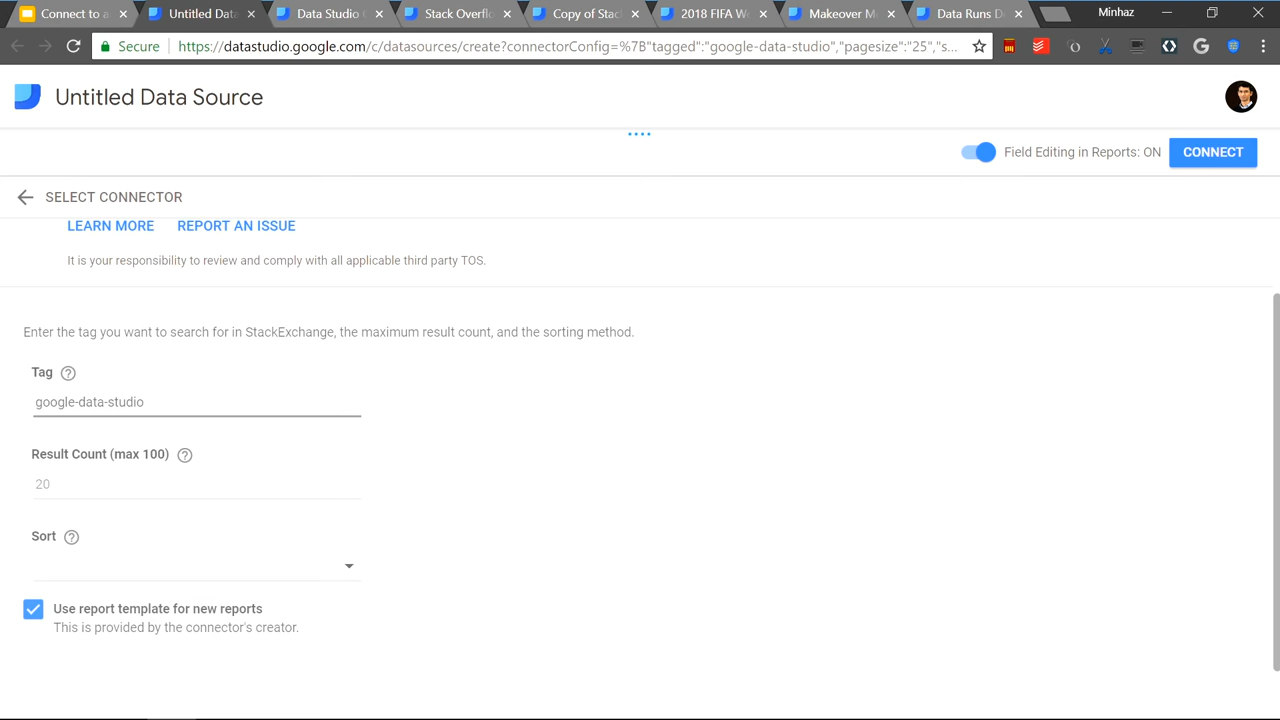 Connect to a
Untitled Data
Data Studio
Stack Overflo
Copy of Stac
2018 FIFA W
Makeover M
Data Runs D
Minhaz
Secure
https://datastudio.google.com/c/datasources/create?connectorConfig=%7B"tagged":"google-data-studio","pagesize":"25","s...
Untitled Data Source
Field Editing in Reports: ON
CONNECT
SELECT CONNECTOR
LEARN MORE
REPORT AN ISSUE
It is your responsibility to review and comply with all applicable third party TOS.
Enter the tag you want to search for in StackExchange, the maximum result count, and the sorting method.
Tag
google-data-studio
Result Count (max 100)
20
Sort
Use report template for new reports
This is provided by the connector's creator.